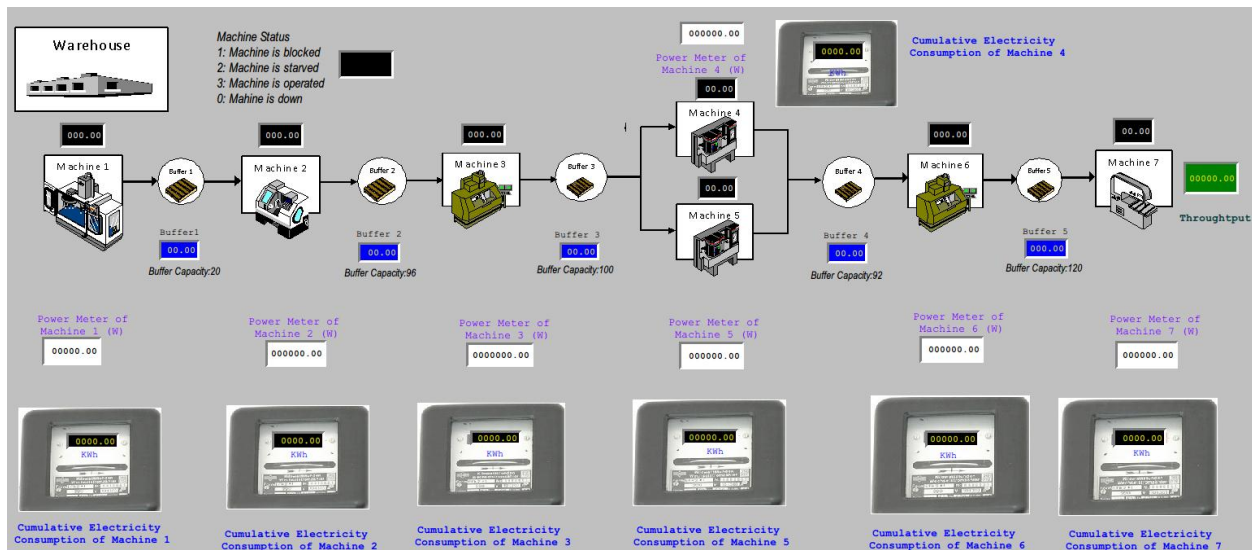 Warehouse
Machine Status
1: Machine is blocked
2: Machine is starved
3: Machine is operated
0: Mahine is down
000000.00
Power Meter of
Machine 4 (W)
0000.00
KWh
Cumulative Electricity
Consumption of Machine 4
000.00
000.00
000.00
00.00
00.00
000.00
00.00
Machine 1
Buffer 1
Machine 2
Buffer 2
Machine 3
Buffer 3
Machine 4
Machine 5
Buffer 4
Machine 6
Buffer 5
Machine 7
00000.00
Throughtput
Buffer1
00.00
Buffer Capacity:20
Buffer 2
00.00
Buffer Capacity:96
Buffer 3
00.00
Buffer Capacity:100
Buffer 4
00.00
Buffer Capacity:92
Buffer 5
000.00
Buffer Capacity:120
Power Meter of
Machine 1 (W)
00000.00
Power Meter of
Machine 2 (W)
000000.00
Power Meter of
Machine 3 (W)
0000000.00
Power Meter of
Machine 5 (W)
000000.00
Power Meter of
Machine 6 (W)
000000.00
Power Meter of
Machine 7 (W)
000000.00
0000.00
KWh
Cumulative Electricity
Consumption of Machine 1
0000.00
KWh
Cumulative Electricity
Consumption of Machine 2
0000.00
KWh
Cumulative Electricity
Consumption of Machine 3
00000.00
KWh
Cumulative Electricity
Consumption of Machine 5
00000.00
KWh
Cumulative Electricity
Consumption of Machine 6
0000.00
KWh
Cumulative Electricity
Consumption of Machine 7